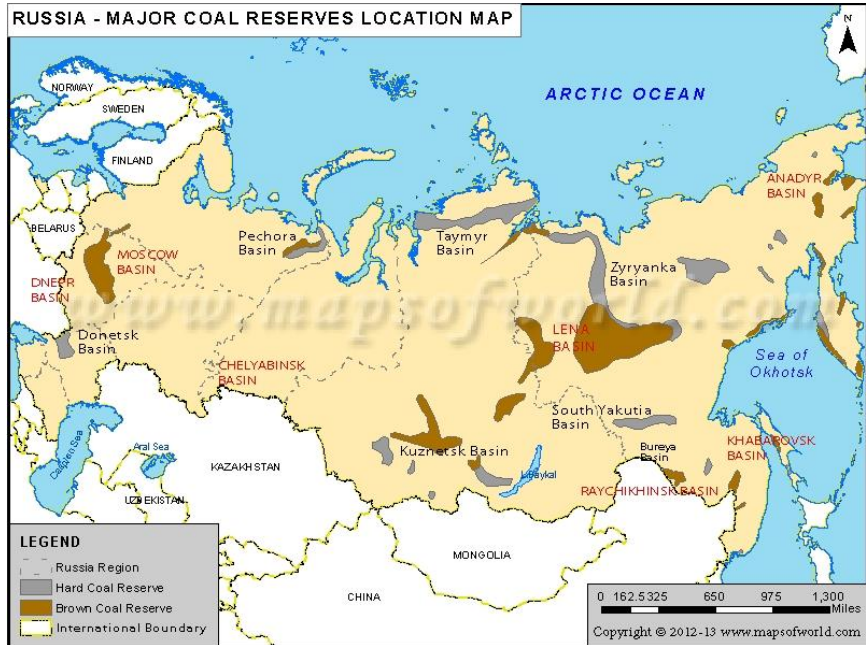 RUSSIA - MAJOR COAL RESERVES LOCATION MAP
N
NORWAY
SWEDEN
FINLAND
ARCTIC OCEAN
BELARUS
ANADYR
BASIN
Pechora
Basin
Taymyr
Basin
MOSCOW
BASIN
DNEPR
BASIN
Zyryanka
Basin
www.mapsofworld.com
Donetsk
Basin
LENA
BASIN
CHELYABINSK
BASIN
Sea of
Okhotsk
South Yakutia
Basin
Caspian Sea
Aral Sea
Kuznetsk Basin
Bureya
Basin
KHABAROVSK
BASIN
KAZAKHSTAN
L.Baykal
RAYCHIKHINSK BASIN
UZBEKISTAN
MONGOLIA
CHINA
LEGEND
Russia Region
Hard Coal Reserve
Brown Coal Reserve
International Boundary
0 162.5 325 650 975 1,300
Miles
Copyright © 2012-13 www.mapsofworld.com